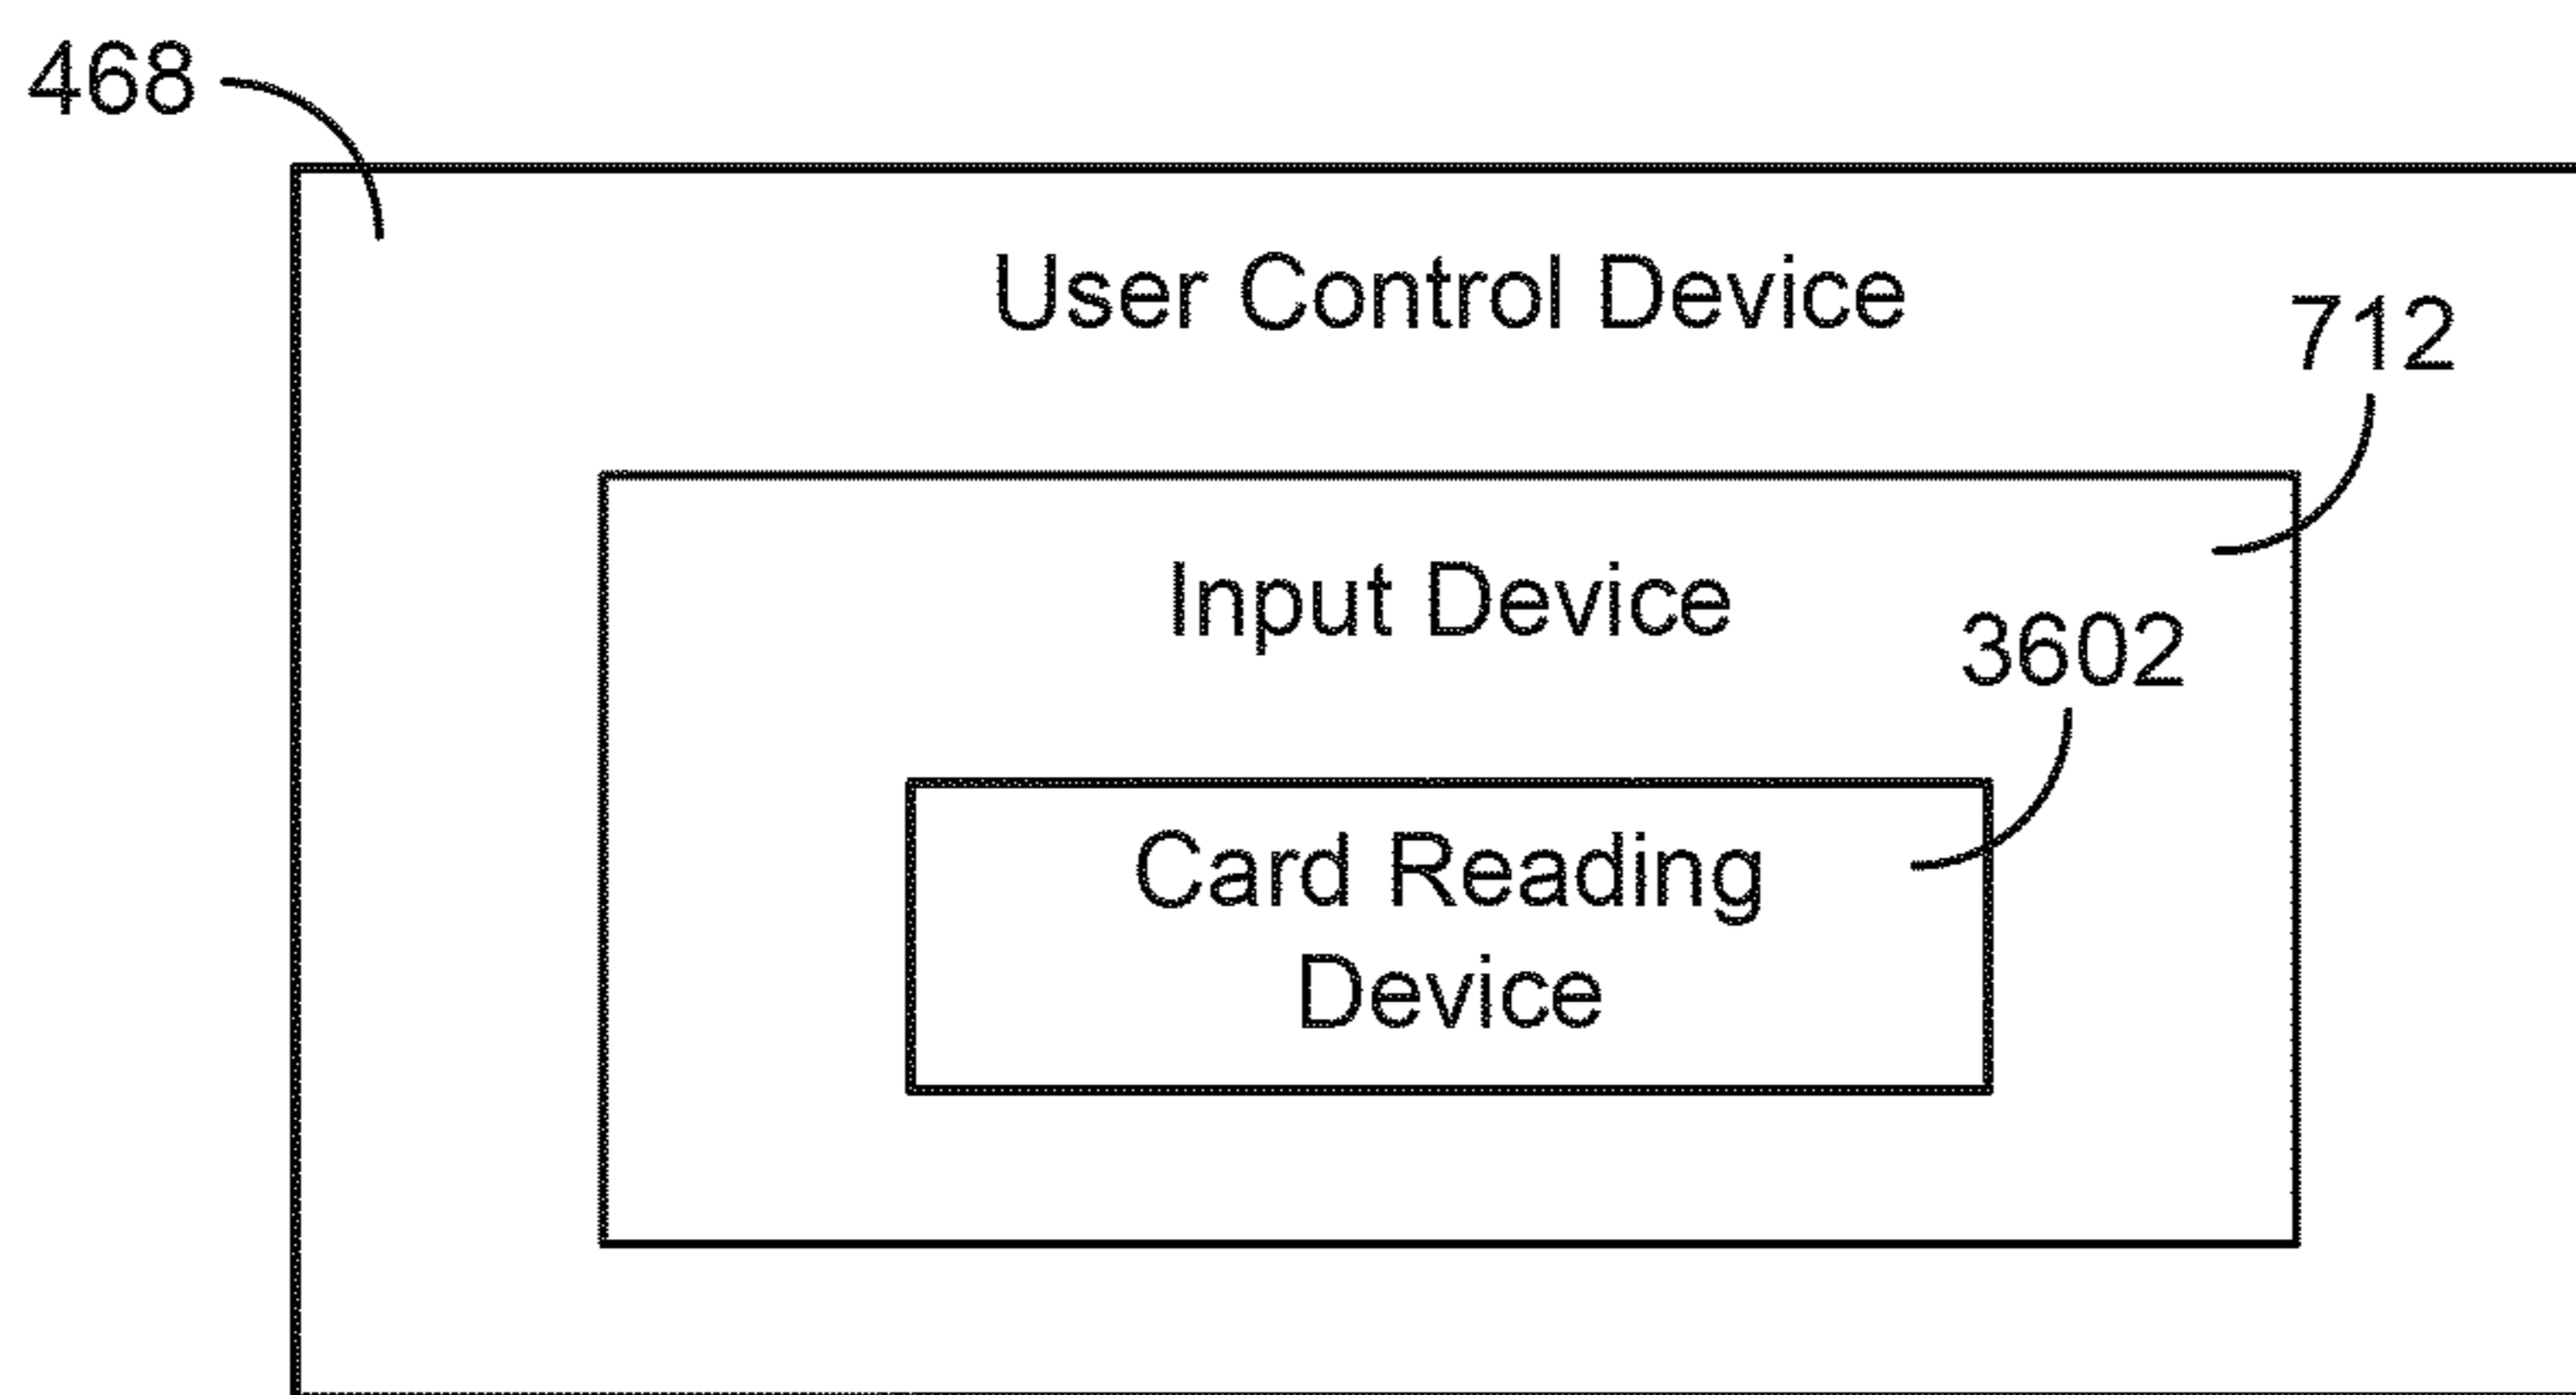 468
User Control Device
712
Input Device
3602
Card Reading
Device